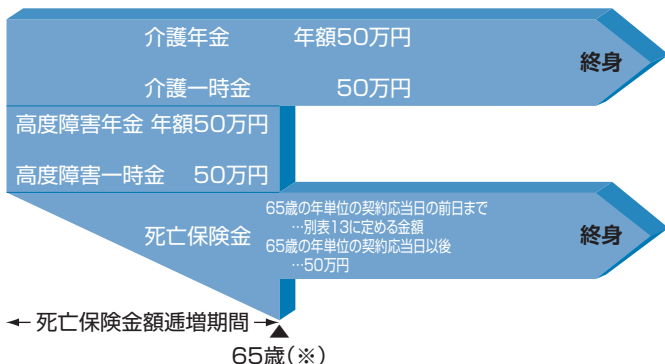 介護年金 年額50万円
介護一時金 50万円
終身
高度障害年金 年額50万円
高度障害一時金 50万円
死亡保険金
65歳の年単位の契約応当日の前日まで
…別表13に定める金額
65歳の年単位の契約応当日以後
…50万円
終身
死亡保険金額逓増期間
65歳(※)